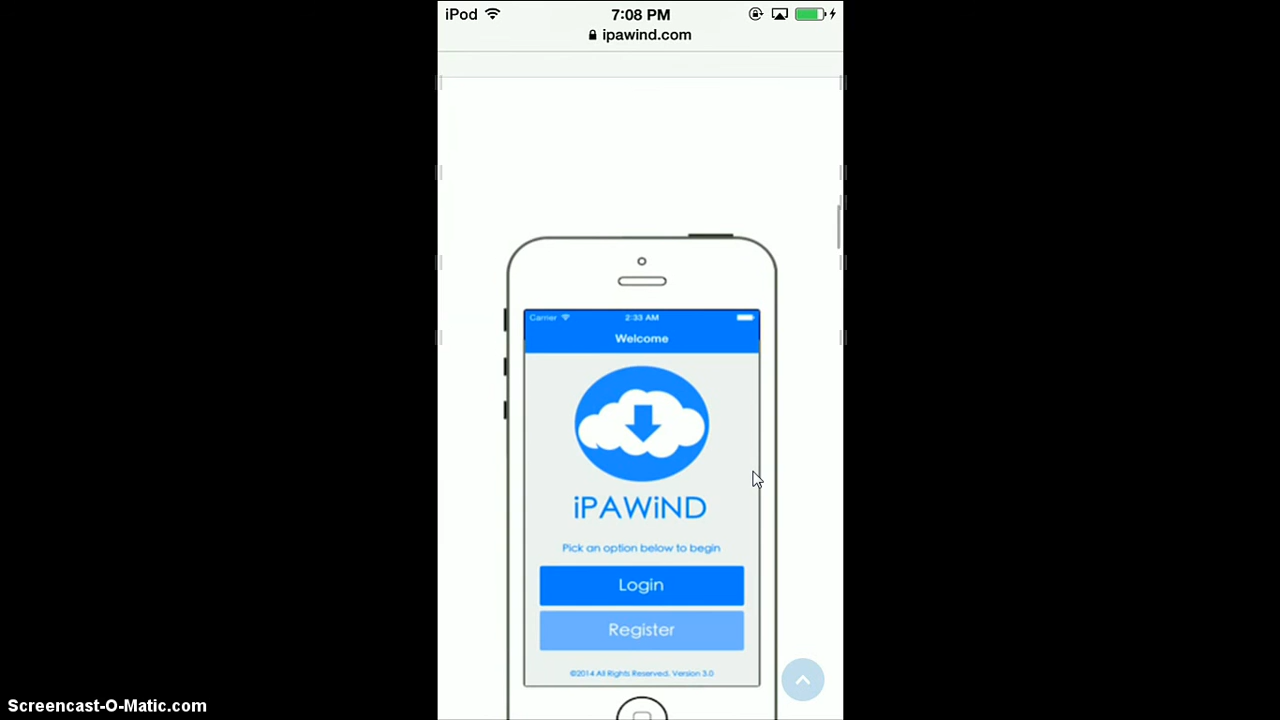 iPod 7:08 PM
ipawind.com
Carrier 2:33 AM
Welcome
iPAWiND
Pick an option below to begin
Login
Register
©2014 All Rights Reserved. Version 3.0
Screencast-O-Matic.com